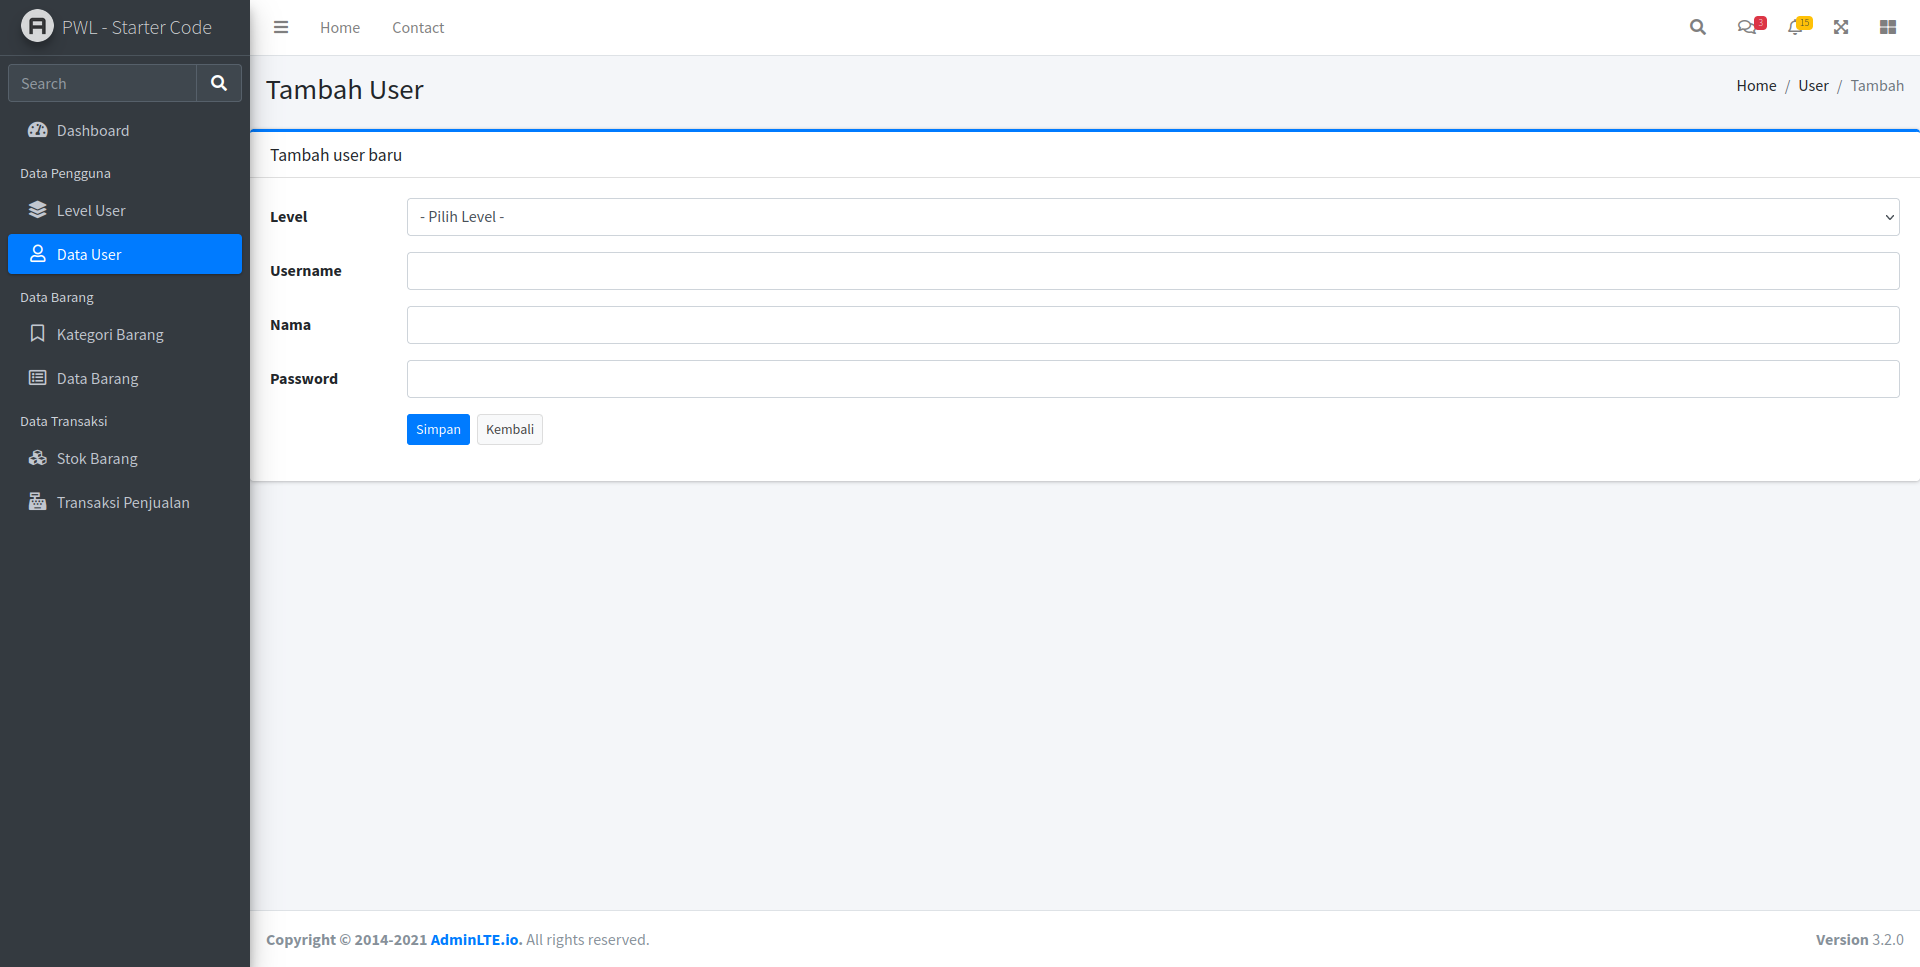 PWL - Starter Code
Home
Contact
3
15
Search
Dashboard
Data Pengguna
Level User
Data User
Data Barang
Kategori Barang
Data Barang
Data Transaksi
Stok Barang
Transaksi Penjualan
Tambah User
Home / User / Tambah
Tambah user baru
Level
- Pilih Level -
Username
Nama
Password
Simpan
Kembali
Copyright © 2014-2021 AdminLTE.io. All rights reserved.
Version 3.2.0